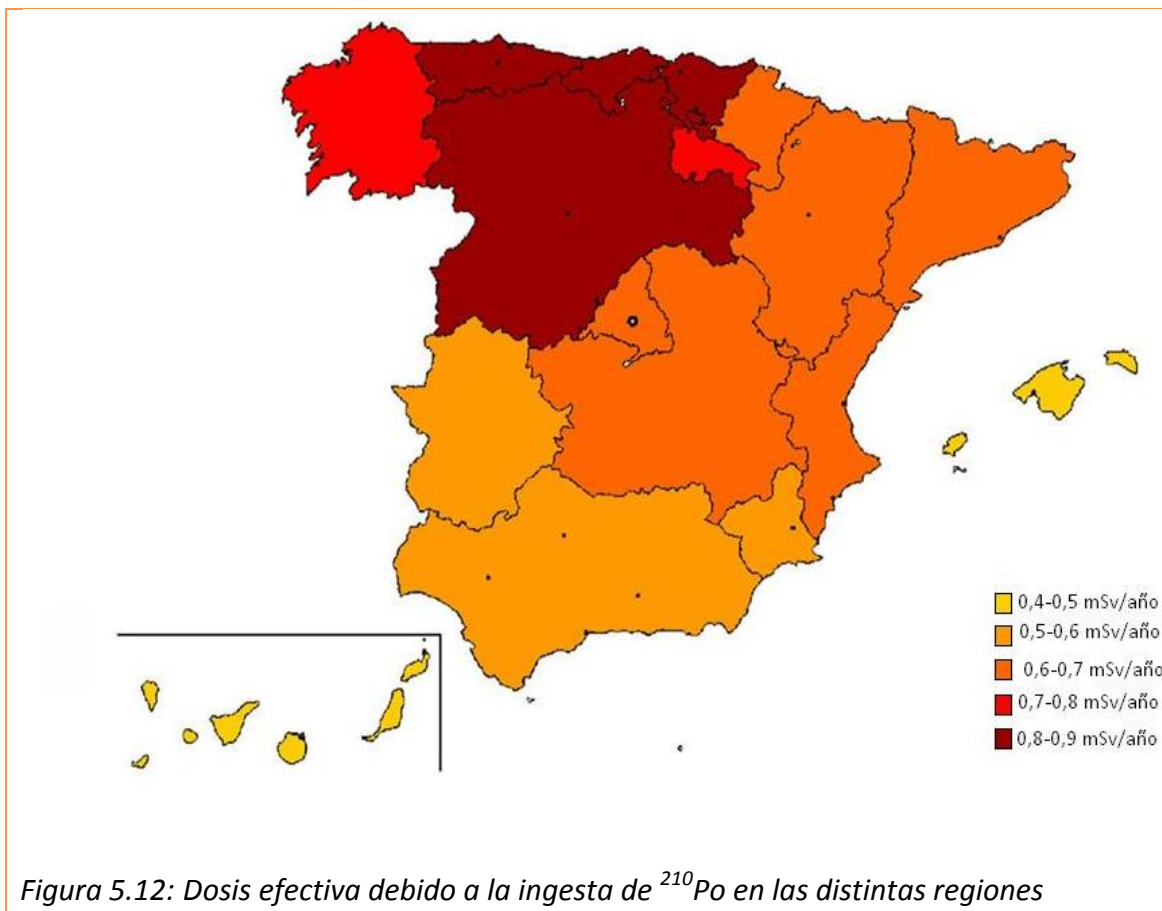 0,4-0,5 mSv/año
0,5-0,6 mSv/año
0,6-0,7 mSv/año
0,7-0,8 mSv/año
0,8-0,9 mSv/año
Figura 5.12: Dosis efectiva debido a la ingesta de ²¹⁰Po en las distintas regiones